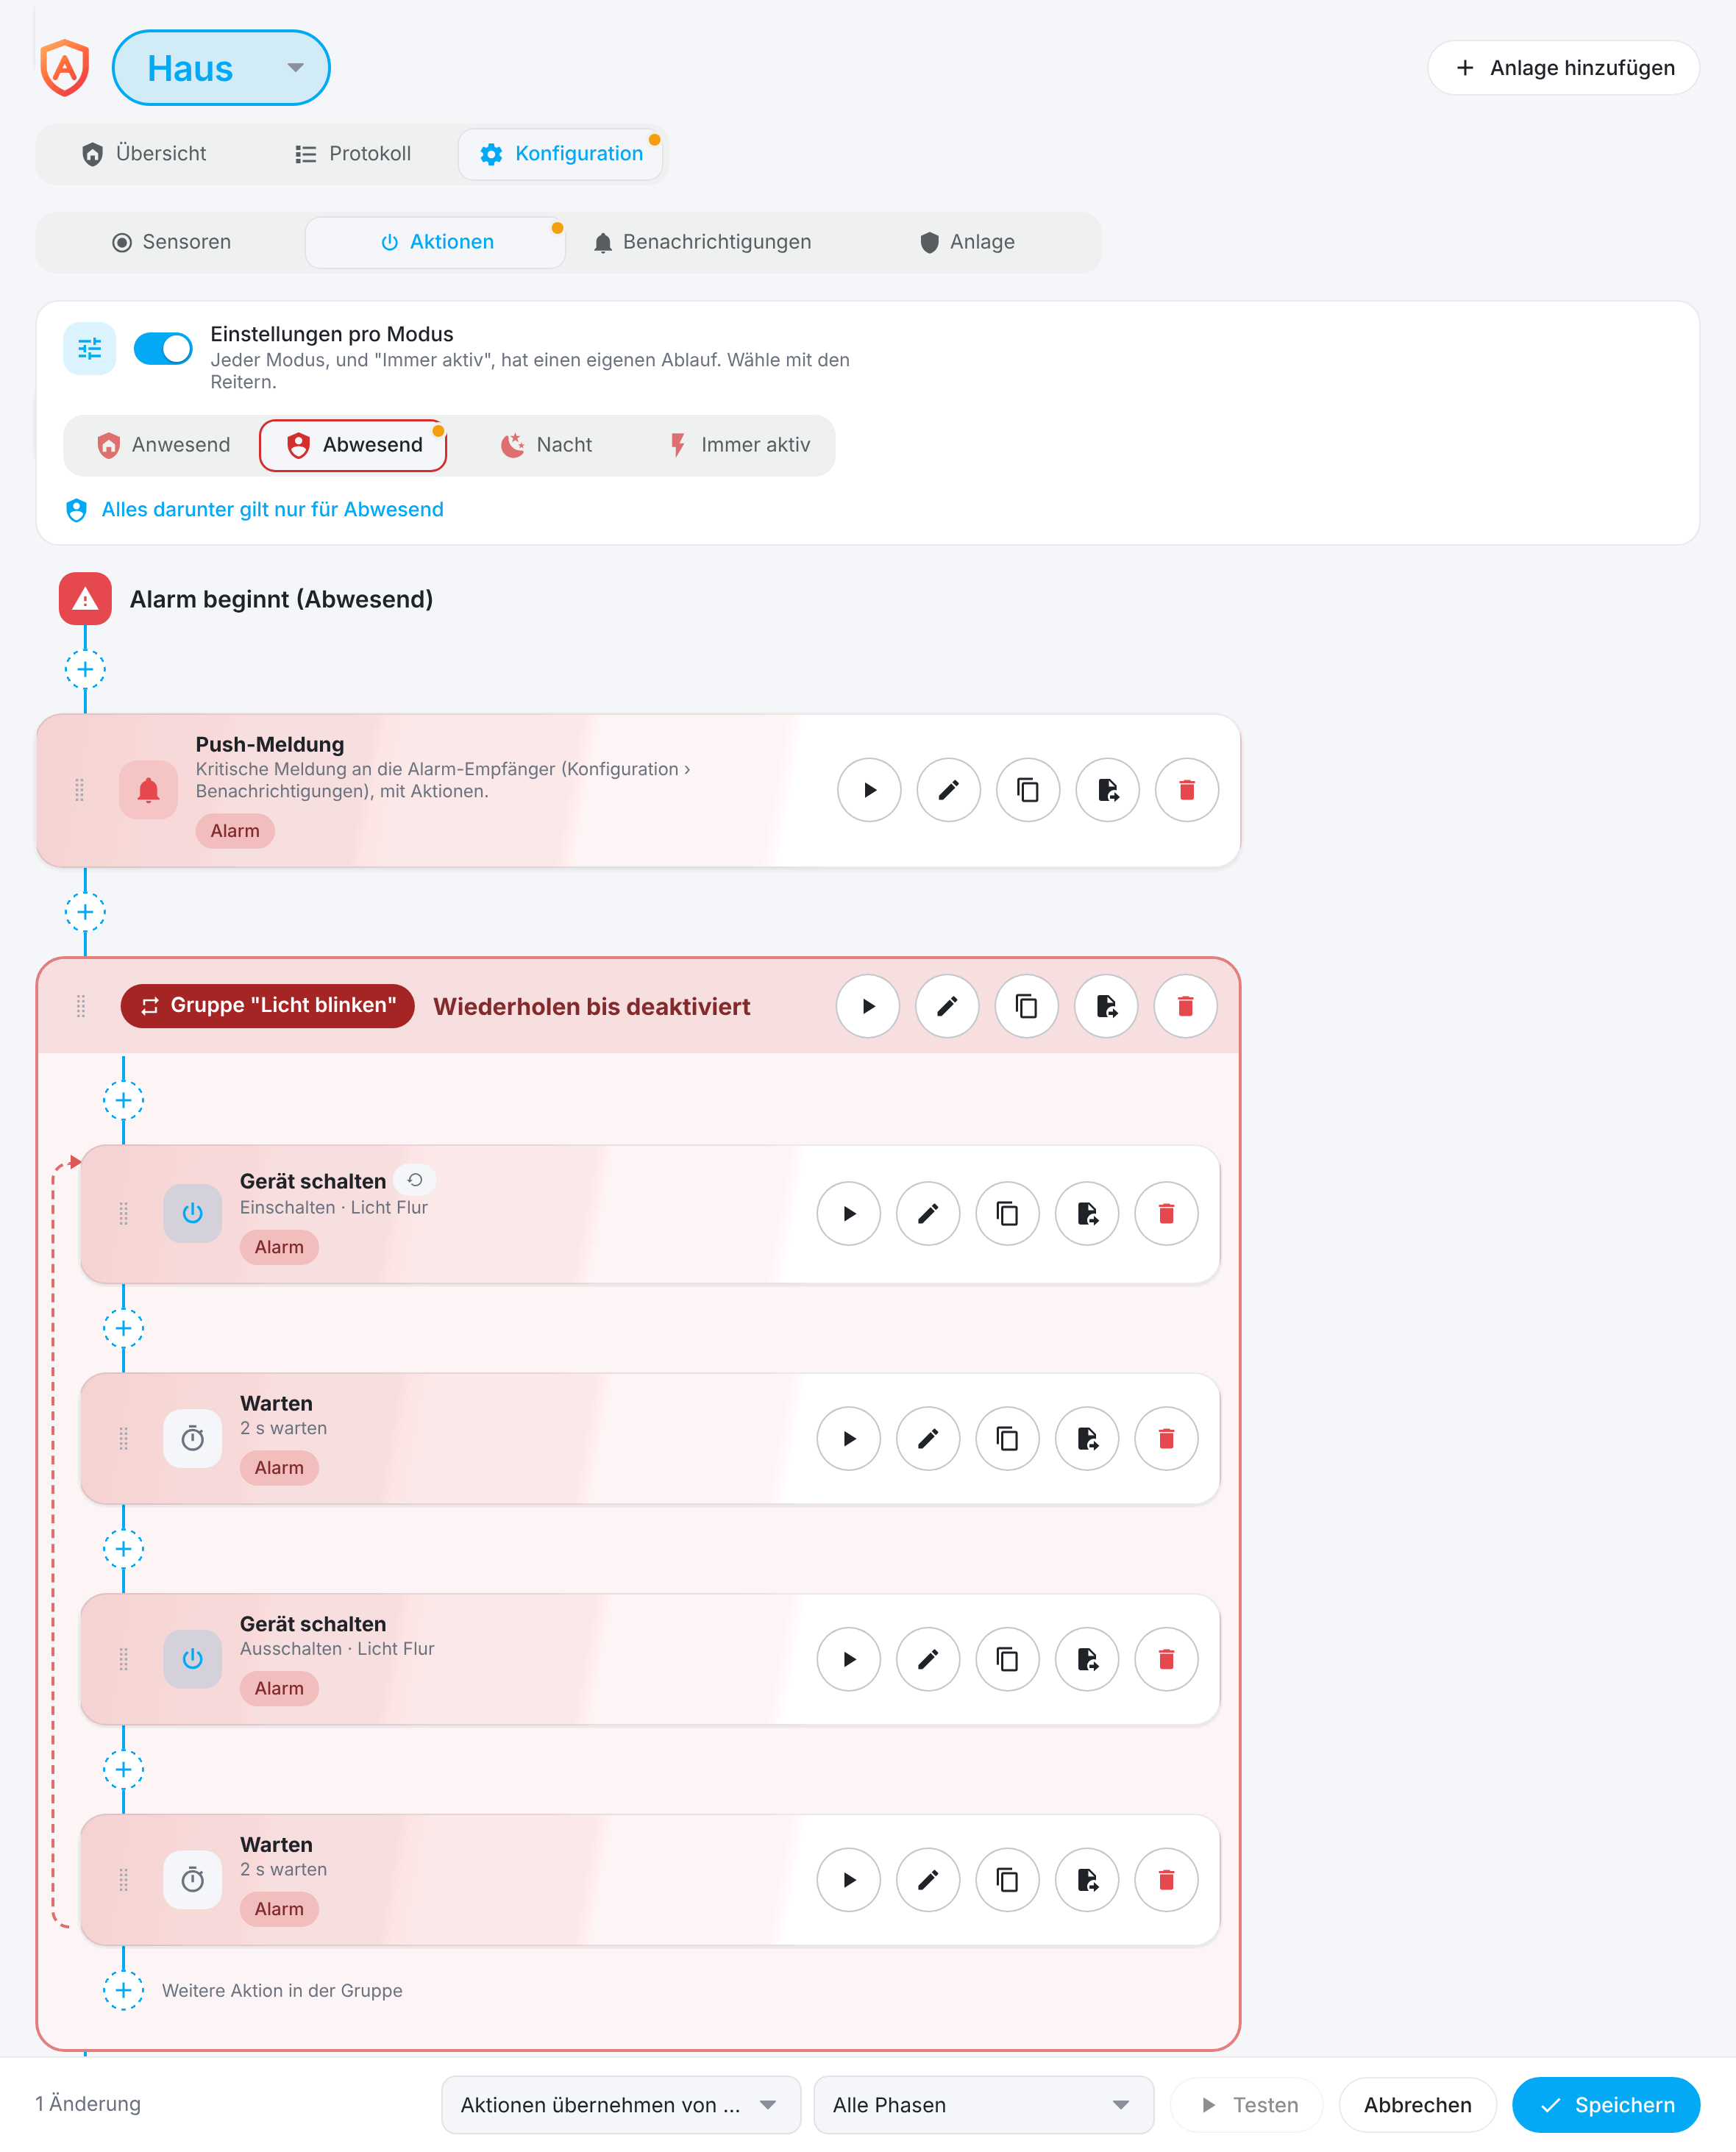 Haus
Anlage hinzufügen
Übersicht
Protokoll
Konfiguration
Sensoren
Aktionen
Benachrichtigungen
Anlage
Einstellungen pro Modus
Jeder Modus, und "Immer aktiv", hat einen eigenen Ablauf. Wähle mit den
Reitern.
Anwesend
Abwesend
Nacht
Immer aktiv
Alles darunter gilt nur für Abwesend
Alarm beginnt (Abwesend)
Push-Meldung
Kritische Meldung an die Alarm-Empfänger (Konfiguration ›
Benachrichtigungen), mit Aktionen.
Alarm
Gruppe "Licht blinken"
Wiederholen bis deaktiviert
Gerät schalten
Einschalten · Licht Flur
Alarm
Warten
2 s warten
Alarm
Gerät schalten
Ausschalten · Licht Flur
Alarm
Warten
2 s warten
Alarm
Weitere Aktion in der Gruppe
1 Änderung
Aktionen übernehmen von ...
Alle Phasen
Testen
Abbrechen
Speichern